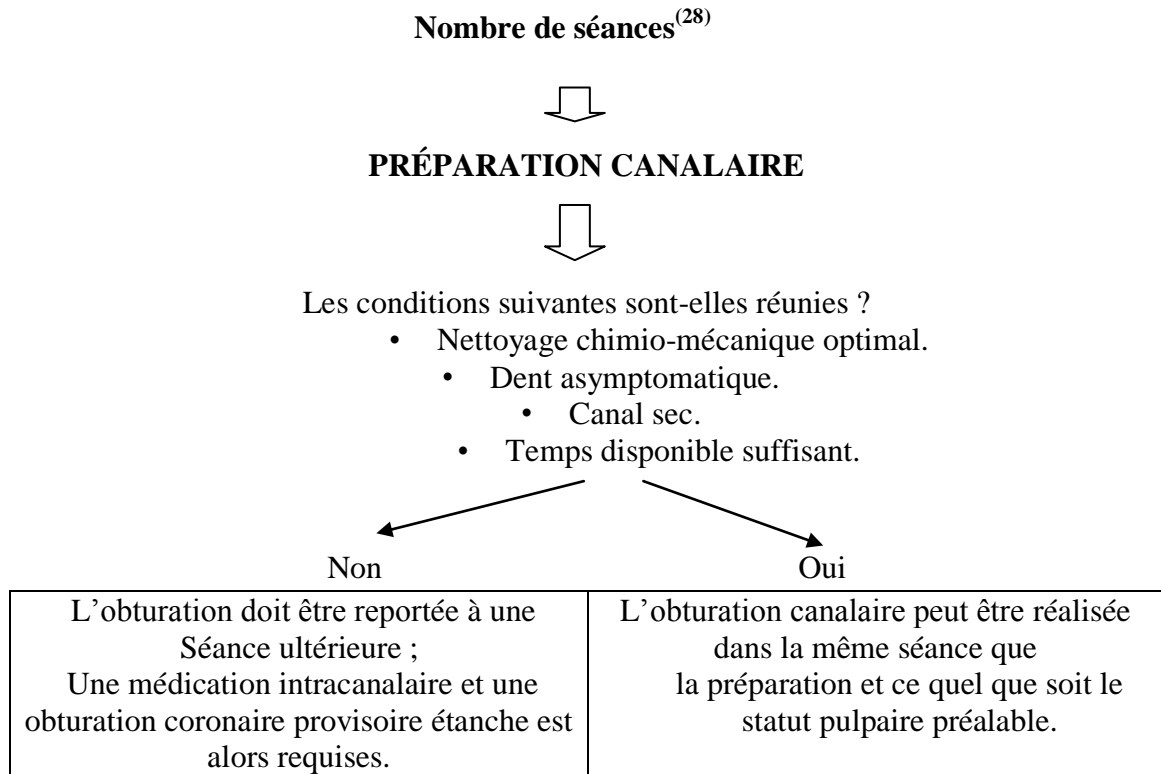 Nombre de séances(28)
PRÉPARATION CANALAIRE
Les conditions suivantes sont-elles réunies ?
• Nettoyage chimio-mécanique optimal.
• Dent asymptomatique.
• Canal sec.
• Temps disponible suffisant.
Non
Oui
L’obturation doit être reportée à une
Séance ultérieure ;
Une médication intracanalaire et une
obturation coronaire provisoire étanche est
alors requises.
L’obturation canalaire peut être réalisée
dans la même séance que
la préparation et ce quel que soit le
statut pulpaire préalable.